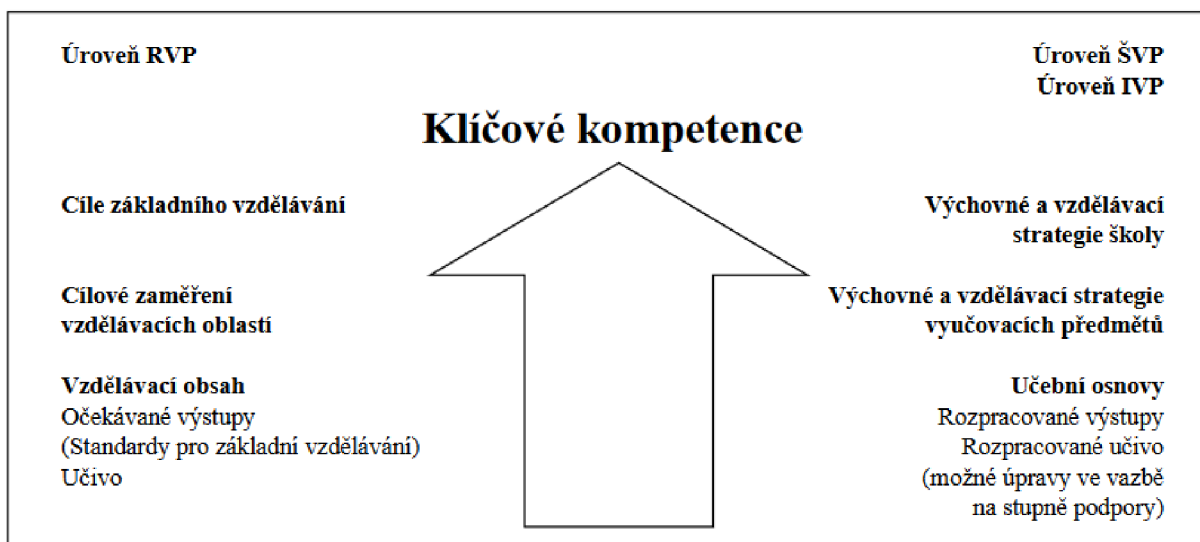 Úroveň RVP
Úroveň ŠVP
Úroveň IVP
Klíčové kompetence
Cíle základního vzdělávání
Výchovné a vzdělávací
strategie školy
Cílové zaměření
vzdělávacích oblastí
Výchovné a vzdělávací strategie
vyučovacích předmětů
Vzdělávací obsah
Očekávané výstupy
(Standardy pro základní vzdělávání)
Učivo
Učební osnovy
Rozpracované výstupy
Rozpracované učivo
(možné úpravy ve vazbě
na stupně podpory)